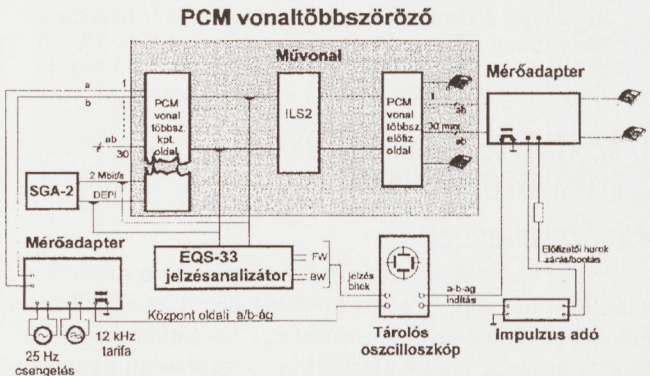 PCM vonaltöbbszöröző
Művonal
Mérőadapter
a
b
1
ab
30
PCM
vonal
többsz.
kpt.
oldal
ILS2
PCM
vonal
többsz.
előfiz.
oldal
1
ab
30 max
ab
SGA-2
2 Mbit/s
DEPI
Mérőadapter
EQS-33
jelzésanalizátor
FW
BW
jelzés
bitek
a-b-ag
indítás
Előfizetői hurok
zárás/bontás
Központ oldali a/b-ág
25 Hz
csengetés
12 kHz
tarifa
Tárolós
oszcilloszkóp
Impulzus adó